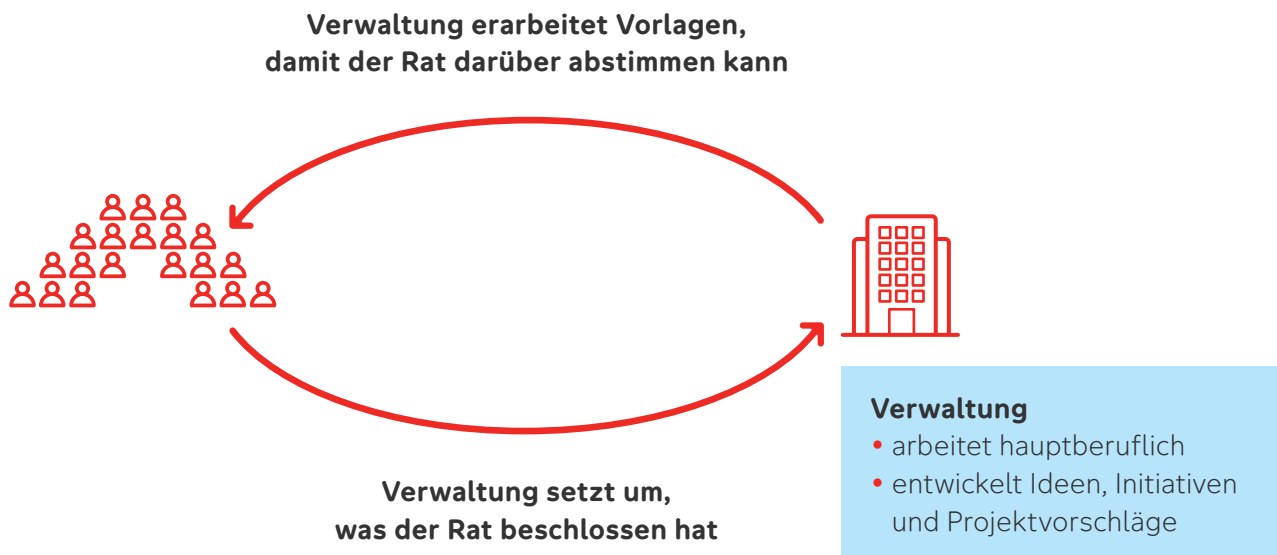 Verwaltung erarbeitet Vorlagen,
damit der Rat darüber abstimmen kann
Verwaltung setzt um,
was der Rat beschlossen hat
Verwaltung
• arbeitet hauptberuflich
• entwickelt Ideen, Initiativen
und Projektvorschläge